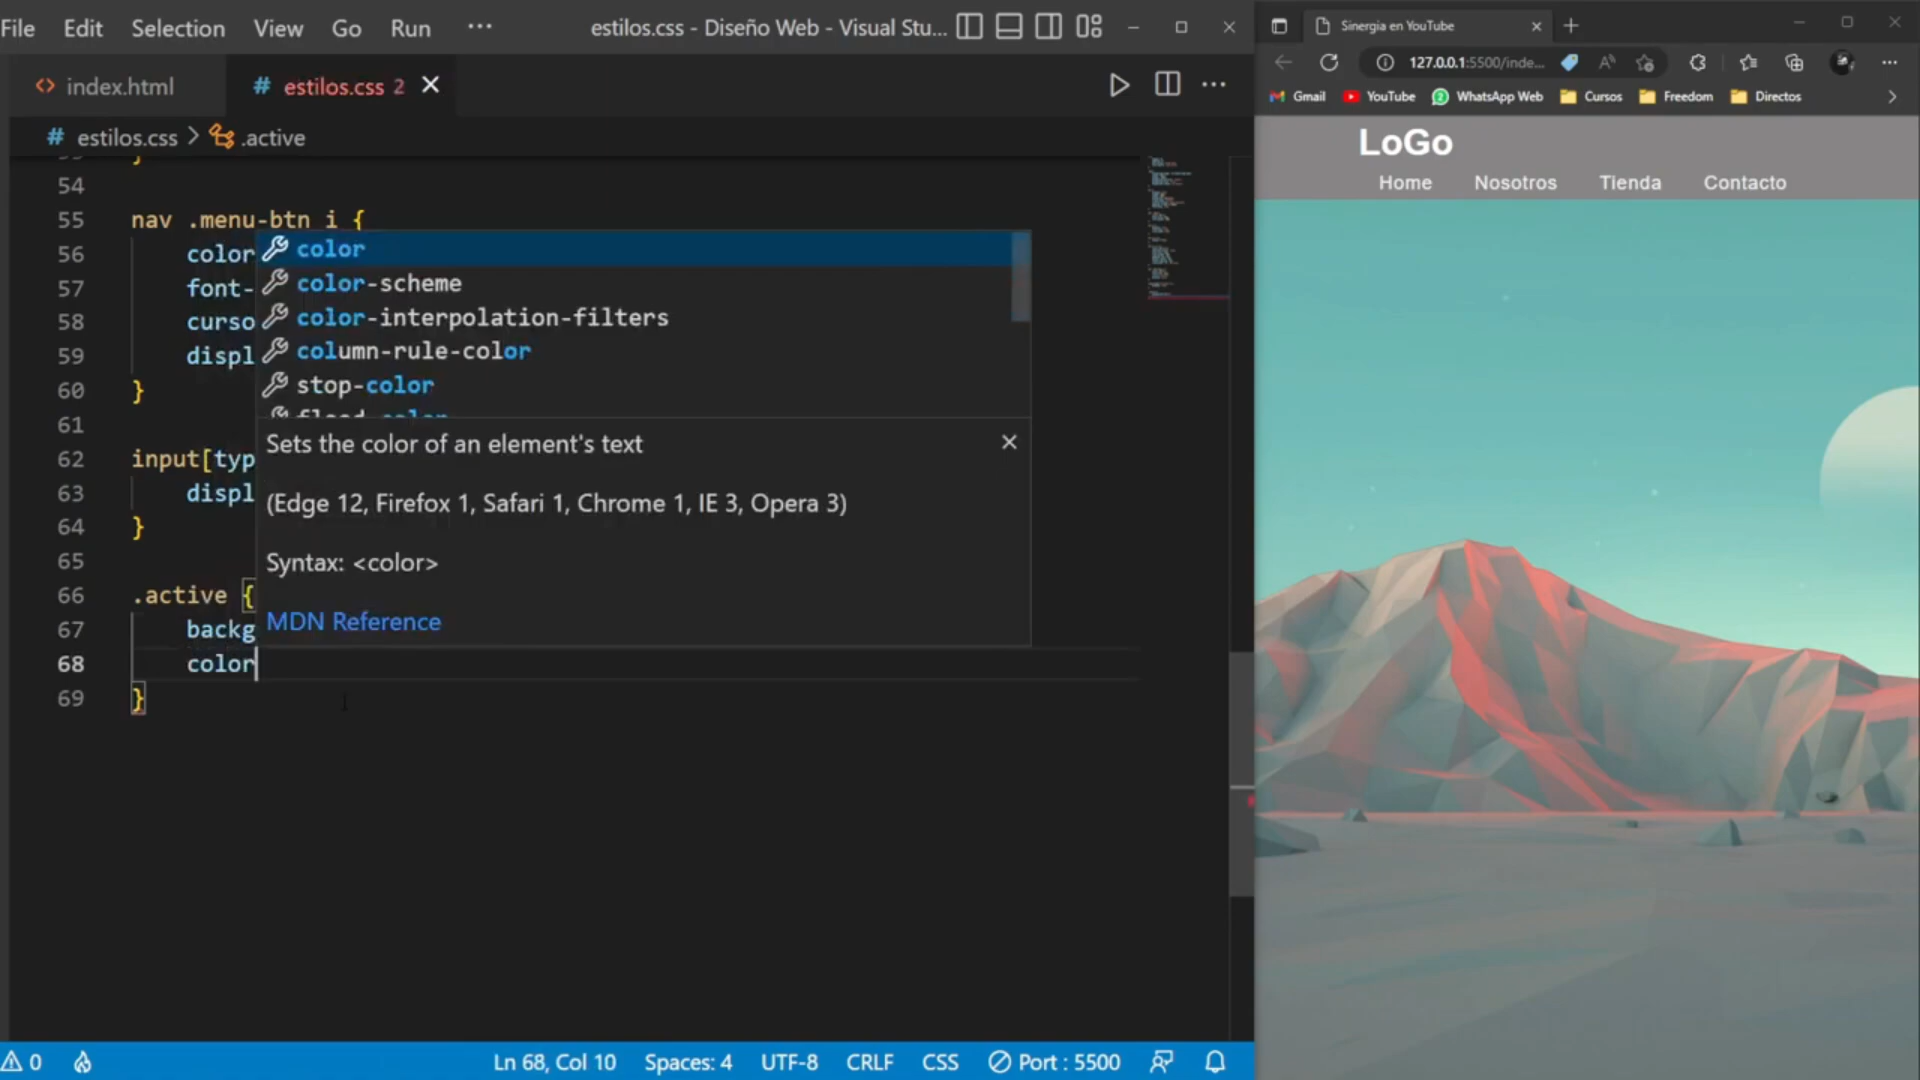 File Edit Selection View Go Run ···
estilos.css - Diseño Web - Visual Stu...
index.html
# estilos.css 2
# estilos.css > .active
54
55 nav .menu-btn i {
56 color
57 font-
58 curso
59 displ
60 }
61
62 input[typ
63 displ
64 }
65
66 .active {
67 backg
68 color
69 }
color
color-scheme
color-interpolation-filters
column-rule-color
stop-color
Sets the color of an element's text
(Edge 12, Firefox 1, Safari 1, Chrome 1, IE 3, Opera 3)
Syntax: <color>
MDN Reference
0
Ln 68, Col 10
Spaces: 4
UTF-8
CRLF
CSS
Port : 5500
Sinergia en YouTube
127.0.0.1:5500/inde...
Gmail YouTube WhatsApp Web Cursos Freedom Directos
LoGo
Home Nosotros Tienda Contacto